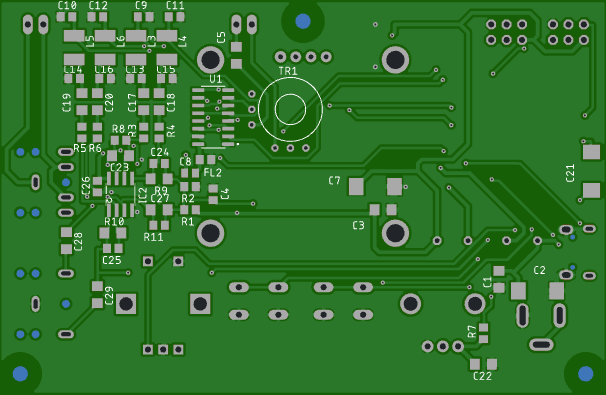 C10 C12 C9 C11
L5 L6 L3 L4 C5
C14 C16 C13 C15 U1 TR1
C19 C20 C17 C18
R8 R3 R4
R5 R6
C23 C24 C8 FL2
C26 IC2 R9 R2 C4 C7 C21
C27 R1 C3
R10 R11
C28 C25
C29 C1 C2
R7
C22